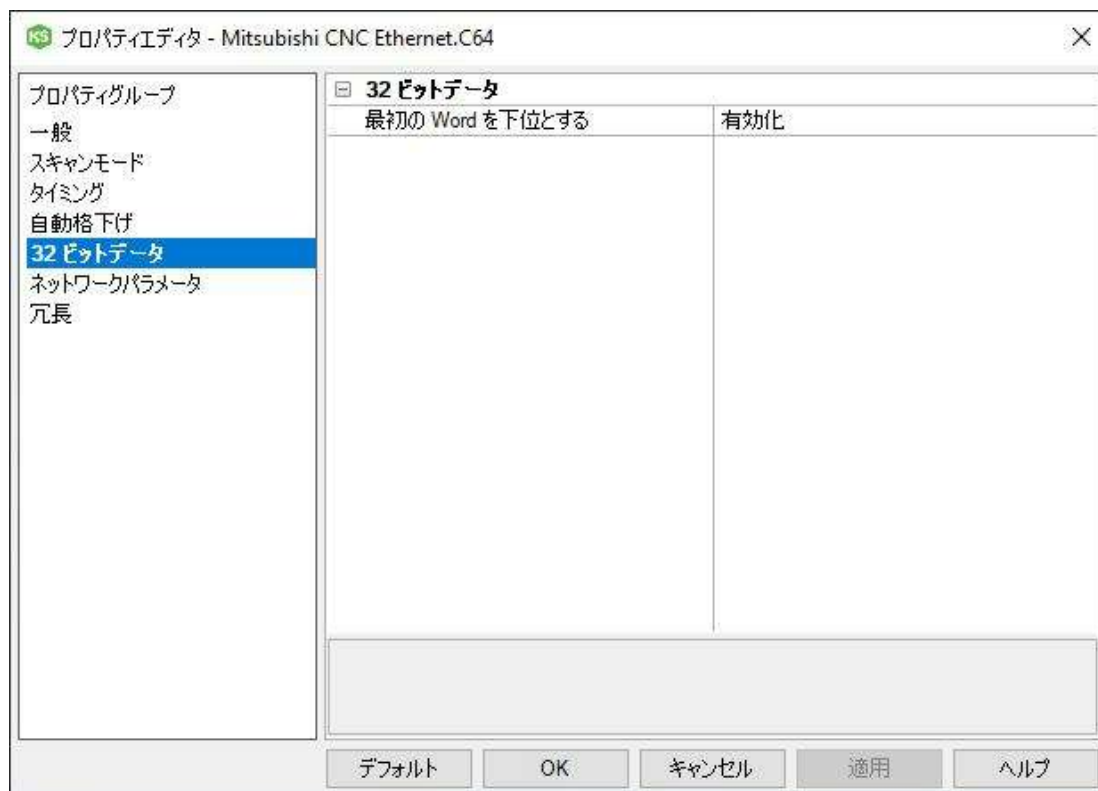 KS プロパティエディタ - Mitsubishi CNC Ethernet.C64
プロパティグループ
一般
スキャンモード
タイミング
自動格下げ
32 ビットデータ
ネットワークパラメータ
冗長
32 ビットデータ
最初の Word を下位とする 有効化
デフォルト OK キャンセル 適用 ヘルプ